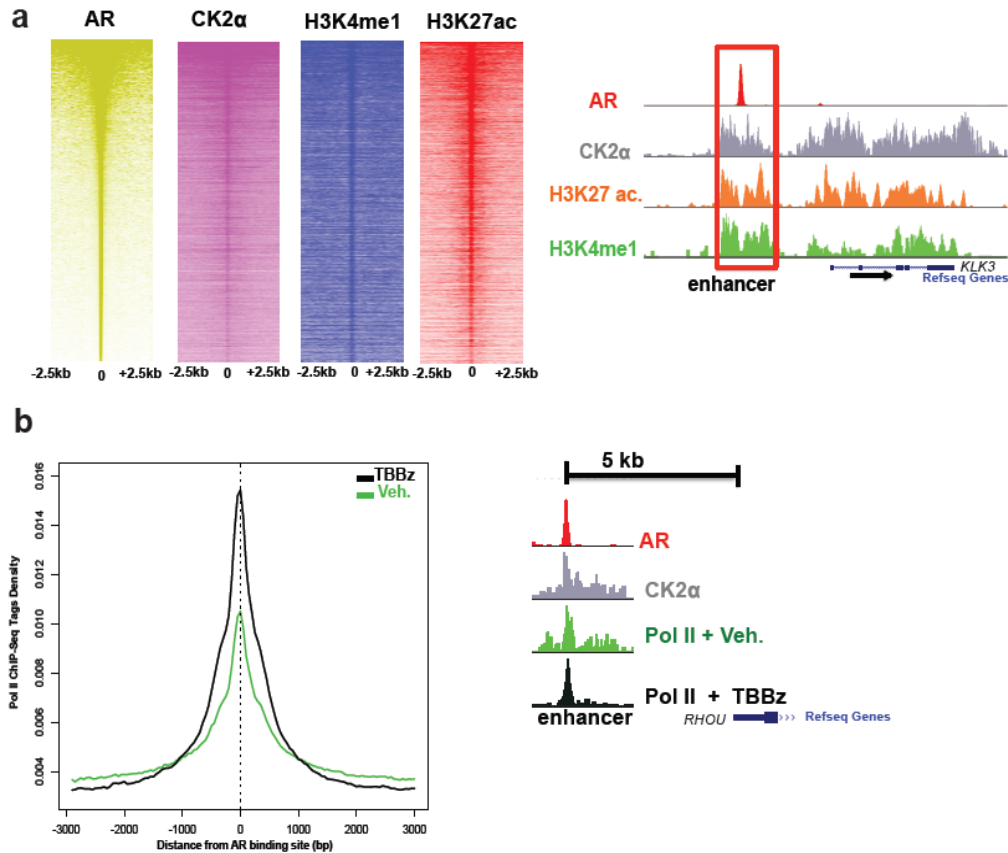 a
AR
CK2α
H3K4me1
H3K27ac
-2.5kb 0 +2.5kb
-2.5kb 0 +2.5kb
-2.5kb 0 +2.5kb
-2.5kb 0 +2.5kb
AR
CK2α
H3K27 ac.
H3K4me1
enhancer
KLK3
Refseq Genes
b
Pol II ChIP-Seq Tags Density
0.016
0.014
0.012
0.010
0.008
0.006
0.004
TBBz
Veh.
-3000 -2000 -1000 0 1000 2000 3000
Distance from AR binding site (bp)
5 kb
AR
CK2α
Pol II + Veh.
Pol II + TBBz
enhancer
RHOU
Refseq Genes